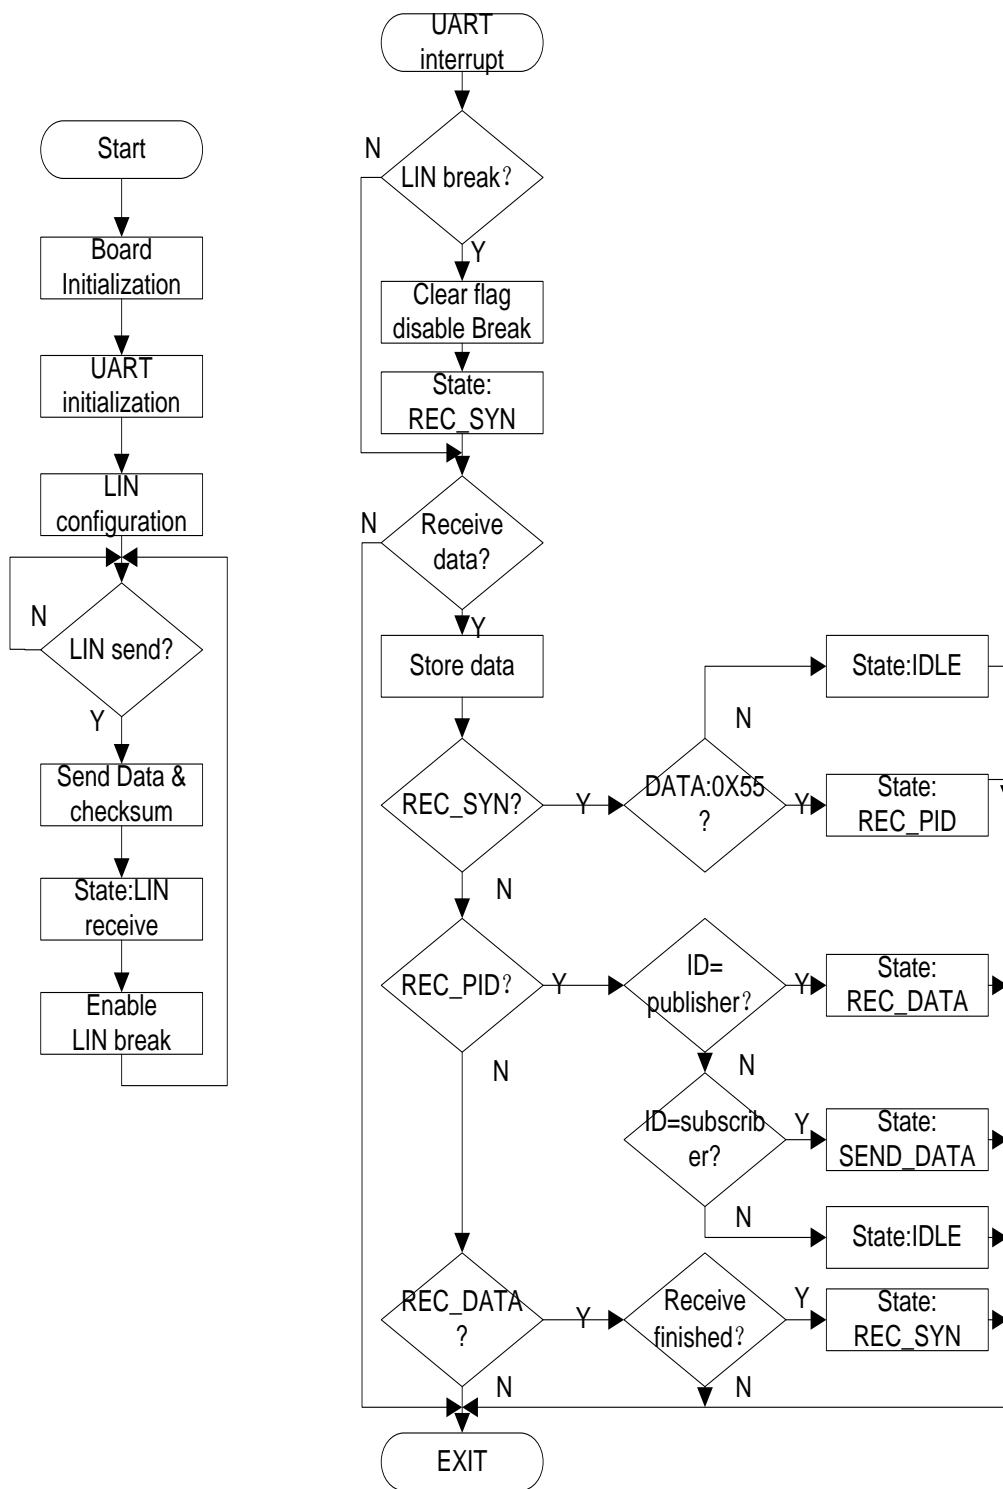 Start
Board
Initialization
UART
initialization
LIN
configuration
N
LIN send?
Y
Send Data &
checksum
State:LIN
receive
Enable
LIN break
UART
interrupt
N
LIN break？
Y
Clear flag
disable Break
State:
REC_SYN
N
Receive
data?
Y
Store data
REC_SYN?
Y
DATA:0X55
?
N
State:IDLE
Y
State:
REC_PID
N
REC_PID?
Y
ID=
publisher？
Y
State:
REC_DATA
N
N
ID=subscrib
er?
Y
State:
SEND_DATA
N
State:IDLE
REC_DATA
?
Y
Receive
finished？
Y
State:
REC_SYN
N
N
EXIT